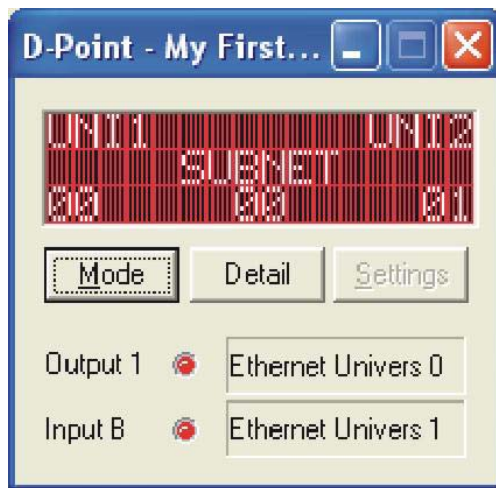 D-Point - My First...
UNI1 UNI2
SUBNET
00 00 01
Mode Detail Settings
Output 1 Ethernet Univers 0
Input B Ethernet Univers 1